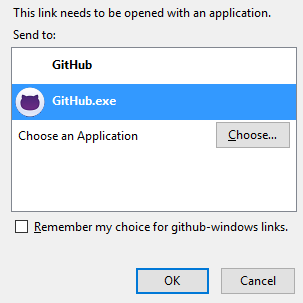 This link needs to be opened with an application.
Send to:
GitHub
GitHub.exe
Choose an Application
Choose...
Remember my choice for github-windows links.
OK
Cancel